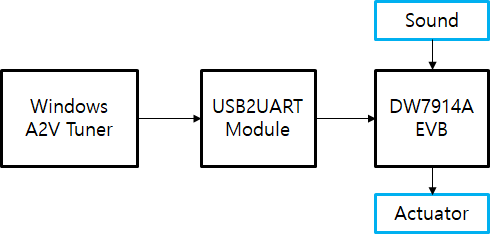 Sound
Windows
A2V Tuner
USB2UART
Module
DW7914A
EVB
Actuator